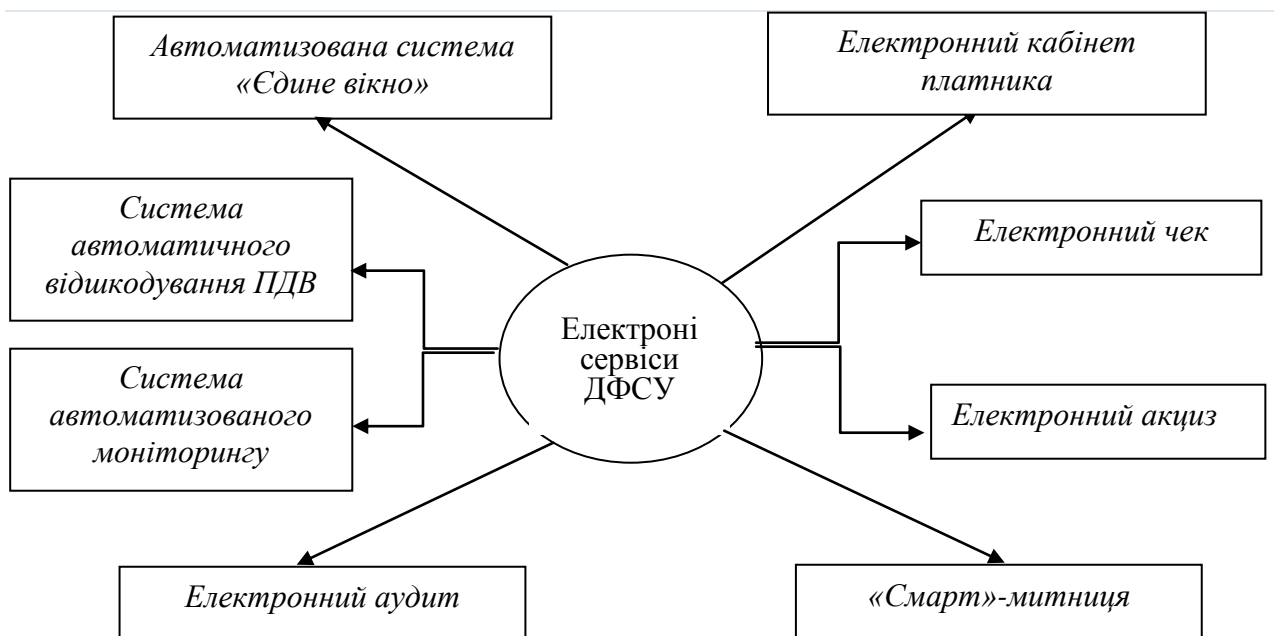 Автоматизована система
«Єдине вікно»
Електронний кабінет
платника
Система
автоматичного
відшкодування ПДВ
Електронний чек
Електроні
сервіси
ДФСУ
Система
автоматизованого
моніторингу
Електронний акциз
Електронний аудит
«Смарт»-митниця